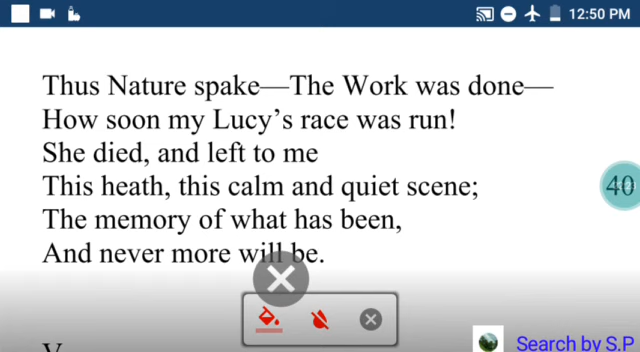 12:50 PM
Thus Nature spake—The Work was done—
How soon my Lucy’s race was run!
She died, and left to me
This heath, this calm and quiet scene;
40
The memory of what has been,
And never more will be.
V
Search by S.P